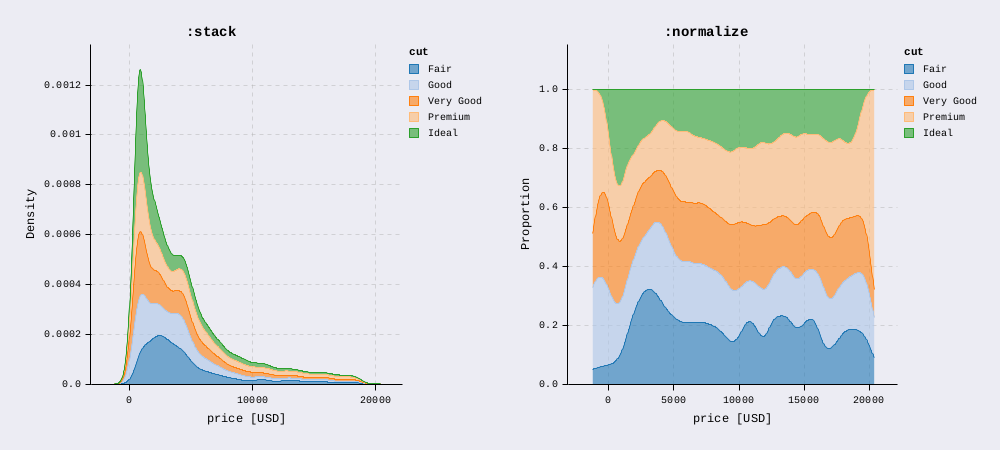 :stack
Density
0.0012
0.001
0.0008
0.0006
0.0004
0.0002
0.0
0 10000 20000
price [USD]
cut
Fair
Good
Very Good
Premium
Ideal
:normalize
Proportion
1.0
0.8
0.6
0.4
0.2
0.0
0 5000 10000 15000 20000
price [USD]
cut
Fair
Good
Very Good
Premium
Ideal